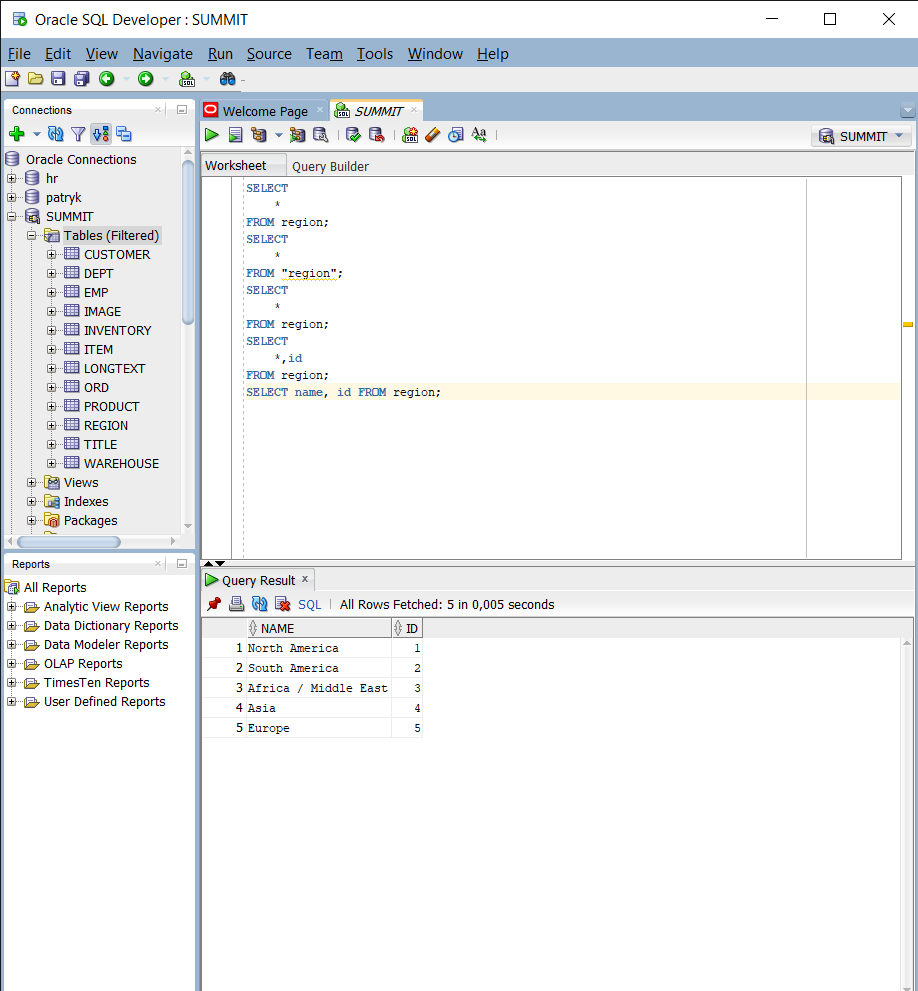 Oracle SQL Developer : SUMMIT
File Edit View Navigate Run Source Team Tools Window Help
Connections
Oracle Connections
hr
patryk
SUMMIT
Tables (Filtered)
CUSTOMER
DEPT
EMP
IMAGE
INVENTORY
ITEM
LONGTEXT
ORD
PRODUCT
REGION
TITLE
WAREHOUSE
Views
Indexes
Packages
Reports
All Reports
Analytic View Reports
Data Dictionary Reports
Data Modeler Reports
OLAP Reports
TimesTen Reports
User Defined Reports
Welcome Page SUMMIT
SUMMIT
Worksheet Query Builder
SELECT
*
FROM region;
SELECT
*
FROM "region";
SELECT
*
FROM region;
SELECT
*,id
FROM region;
SELECT name, id FROM region;
Query Result
SQL | All Rows Fetched: 5 in 0,005 seconds
NAME ID
1 North America 1
2 South America 2
3 Africa / Middle East 3
4 Asia 4
5 Europe 5